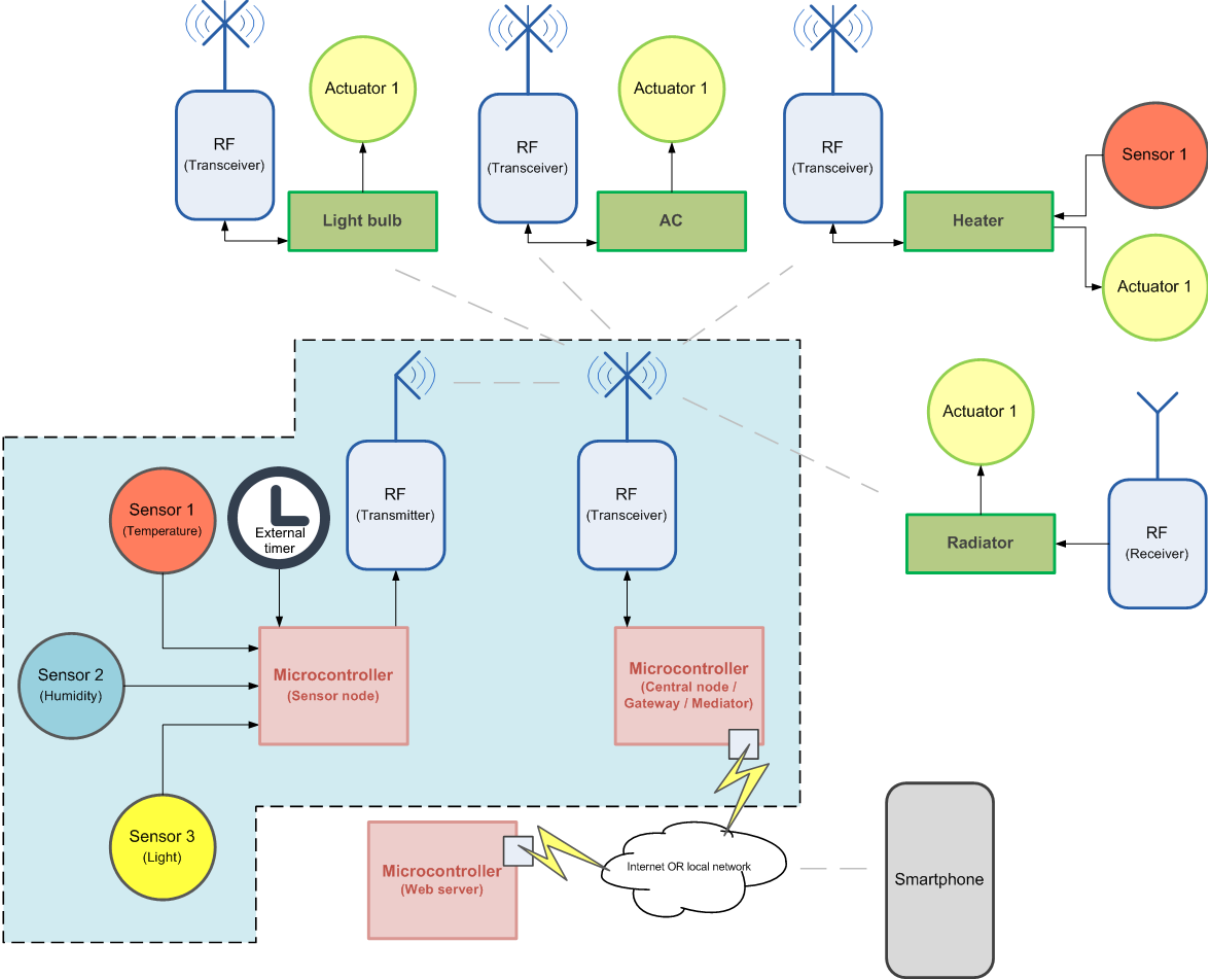 Actuator 1
Actuator 1
RF
(Transceiver)
RF
(Transceiver)
RF
(Transceiver)
Sensor 1
Light bulb
AC
Heater
Actuator 1
Actuator 1
Sensor 1
(Temperature)
External
timer
RF
(Transmitter)
RF
(Transceiver)
Radiator
RF
(Receiver)
Sensor 2
(Humidity)
Microcontroller
(Sensor node)
Microcontroller
(Central node /
Gateway / Mediator)
Sensor 3
(Light)
Microcontroller
(Web server)
Internet OR local network
Smartphone